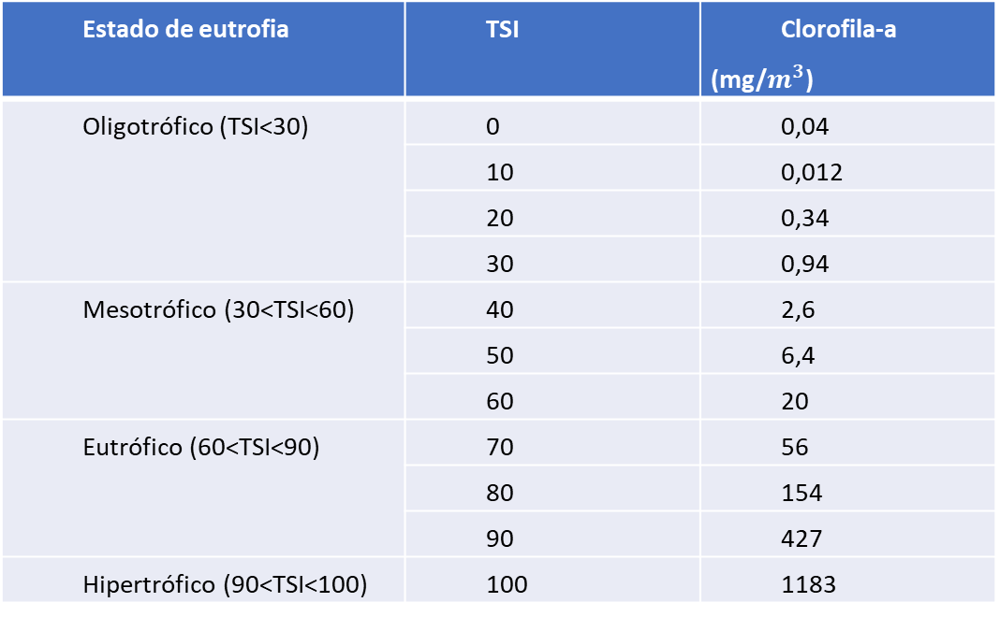 Estado de eutrofia TSI Clorofila-a
(mg/m³)
Oligotrófico (TSI<30) 0 0,04
10 0,012
20 0,34
30 0,94
Mesotrófico (30<TSI<60) 40 2,6
50 6,4
60 20
Eutrófico (60<TSI<90) 70 56
80 154
90 427
Hipertrófico (90<TSI<100) 100 1183